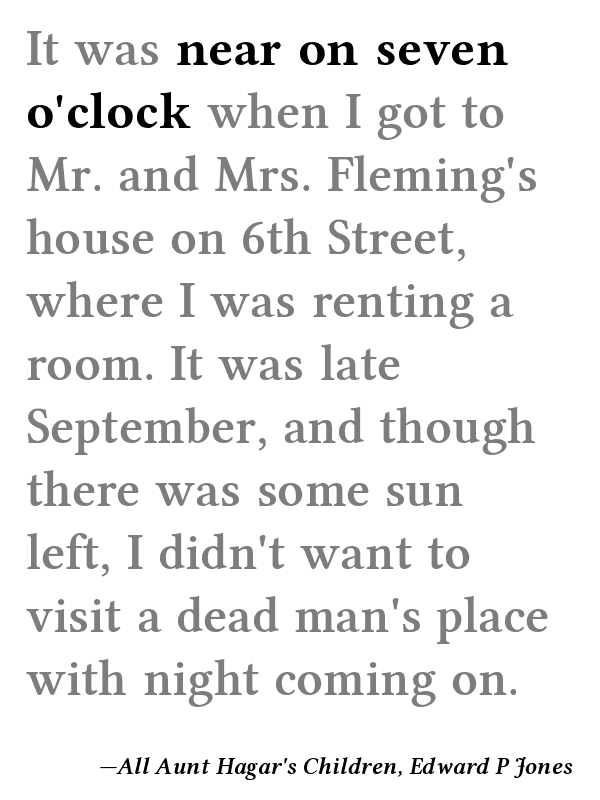 It was near on seven
o'clock when I got to
Mr. and Mrs. Fleming's
house on 6th Street,
where I was renting a
room. It was late
September, and though
there was some sun
left, I didn't want to
visit a dead man's place
with night coming on.
—All Aunt Hagar's Children, Edward P Jones